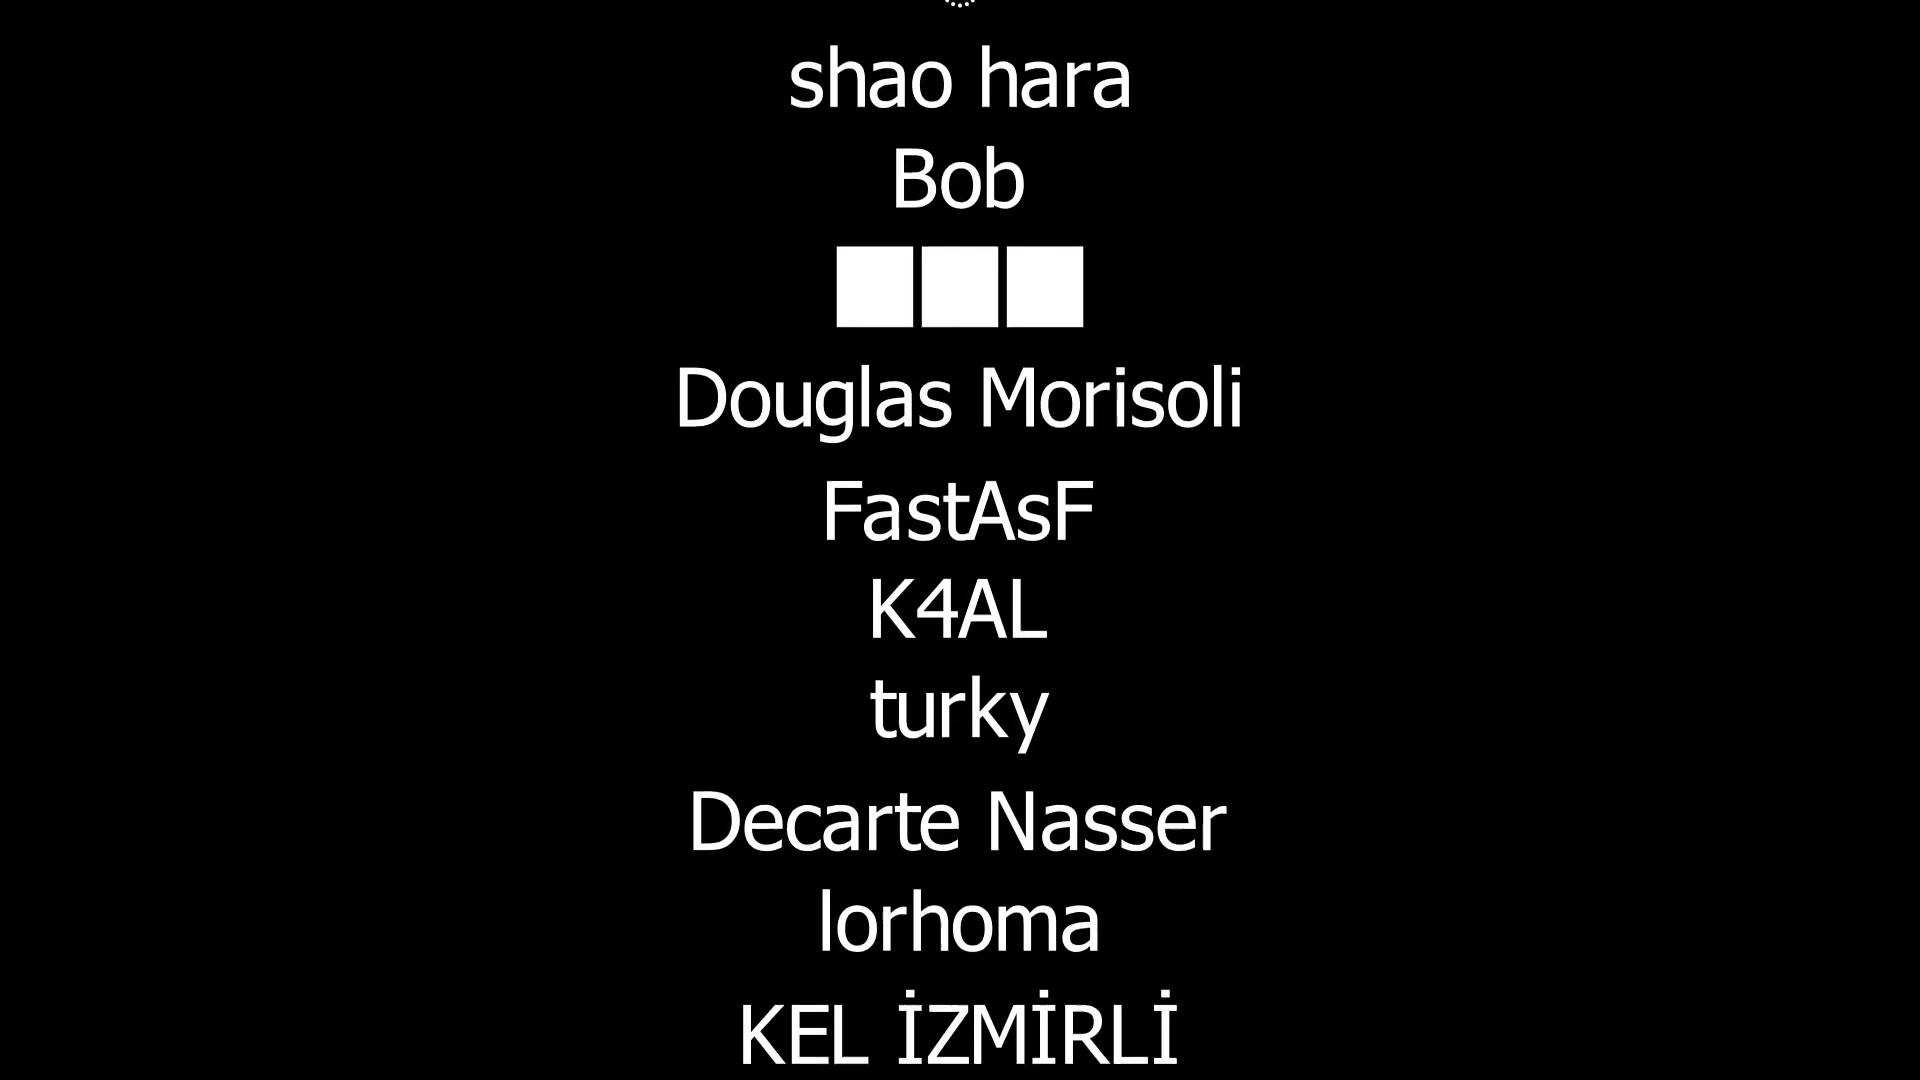 shao hara
Bob
Douglas Morisoli
FastAsF
K4AL
turky
Decarte Nasser
lorhoma
KEL İZMİRLİ